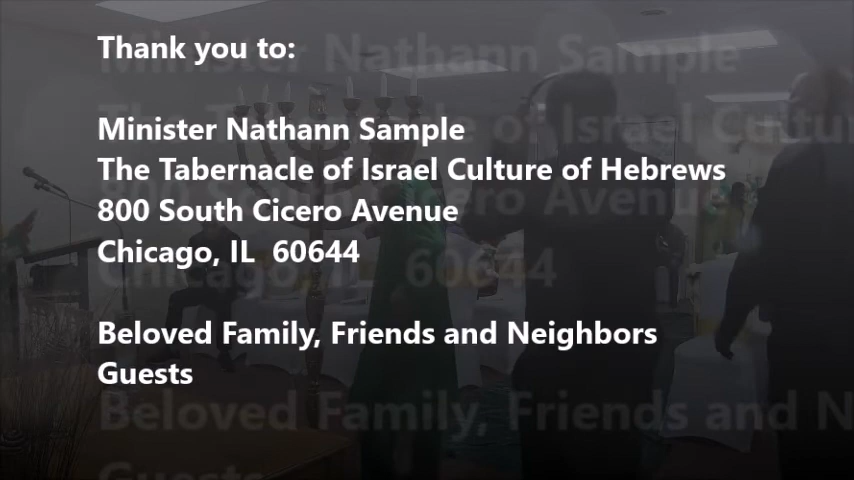 Thank you to:
Minister Nathann Sample
The Tabernacle of Israel Culture of Hebrews
800 South Cicero Avenue
Chicago, IL  60644
Beloved Family, Friends and Neighbors
Guests